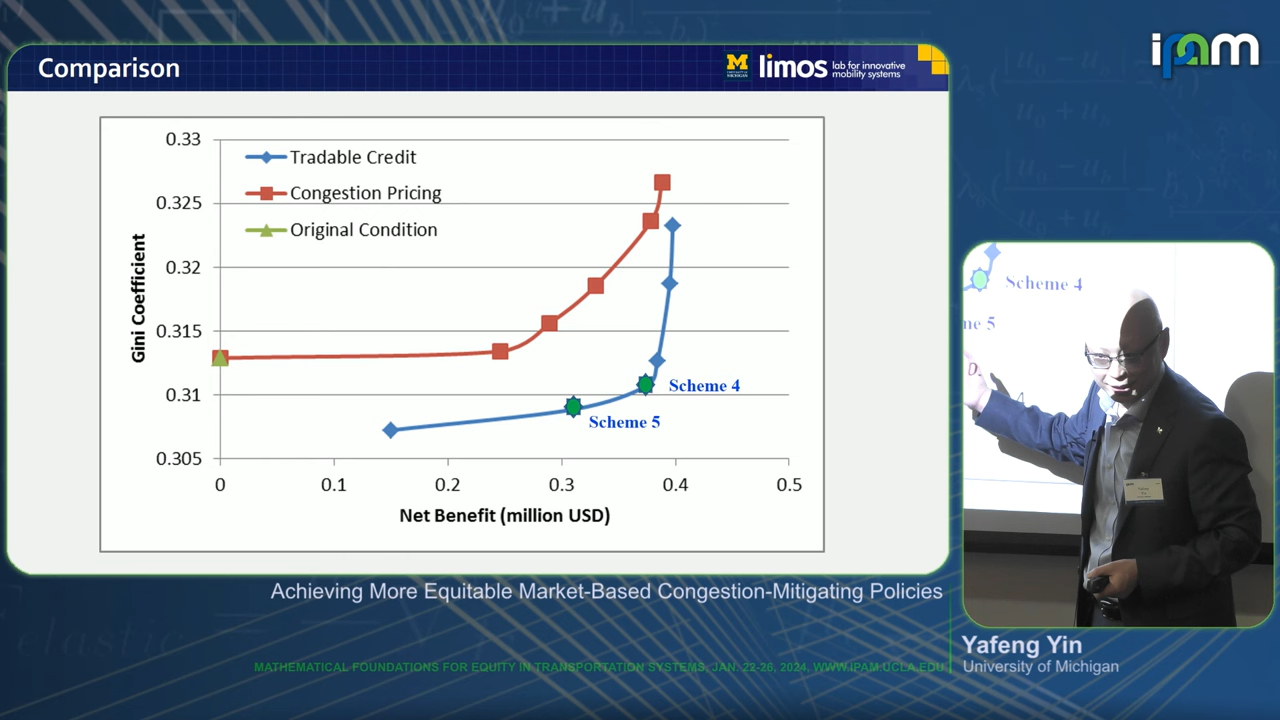 Comparison
M
limos lab for innovative
mobility systems
ipam
0.33
0.325
0.32
0.315
0.31
0.305
Gini Coefficient
Tradable Credit
Congestion Pricing
Original Condition
Scheme 4
Scheme 5
0 0.1 0.2 0.3 0.4 0.5
Net Benefit (million USD)
Scheme 4
me 5
Achieving More Equitable Market-Based Congestion-Mitigating Policies
Yafeng Yin
University of Michigan
MATHEMATICAL FOUNDATIONS FOR EQUITY IN TRANSPORTATION SYSTEMS, JAN. 22-26, 2024, WWW.IPAM.UCLA.EDU